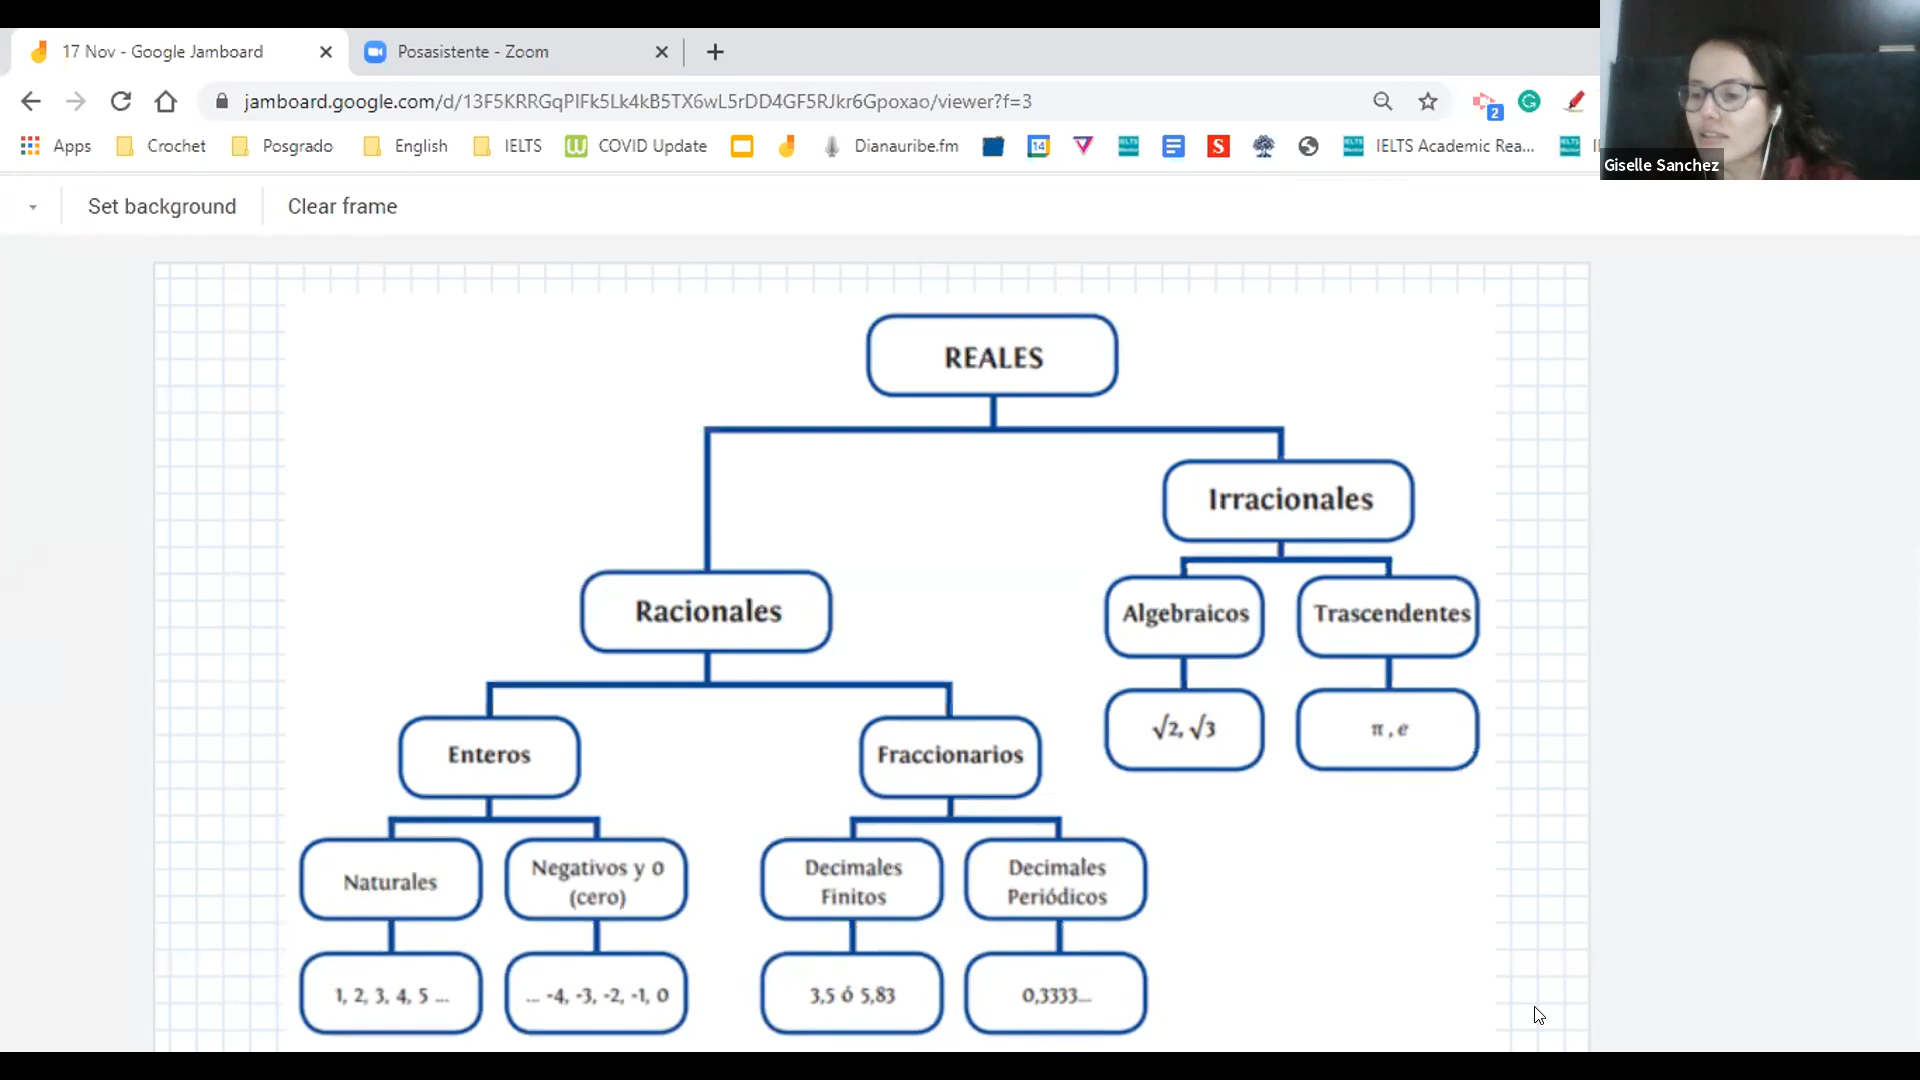 17 Nov - Google Jamboard
Posasistente - Zoom
jamboard.google.com/d/13F5KRRGqPIFk5Lk4kB5TX6wL5rDD4GF5RJkr6Gpoxao/viewer?f=3
2
Apps
Crochet
Posgrado
English
IELTS
COVID Update
Dianauribe.fm
14
S
IELTS Academic Rea...
Giselle Sanchez
Set background
Clear frame
REALES
Irracionales
Racionales
Algebraicos
Trascendentes
√2, √3
π , e
Enteros
Fraccionarios
Naturales
Negativos y 0
(cero)
Decimales
Finitos
Decimales
Periódicos
1, 2, 3, 4, 5 ...
... -4, -3, -2, -1, 0
3,5 ó 5,83
0,3333...